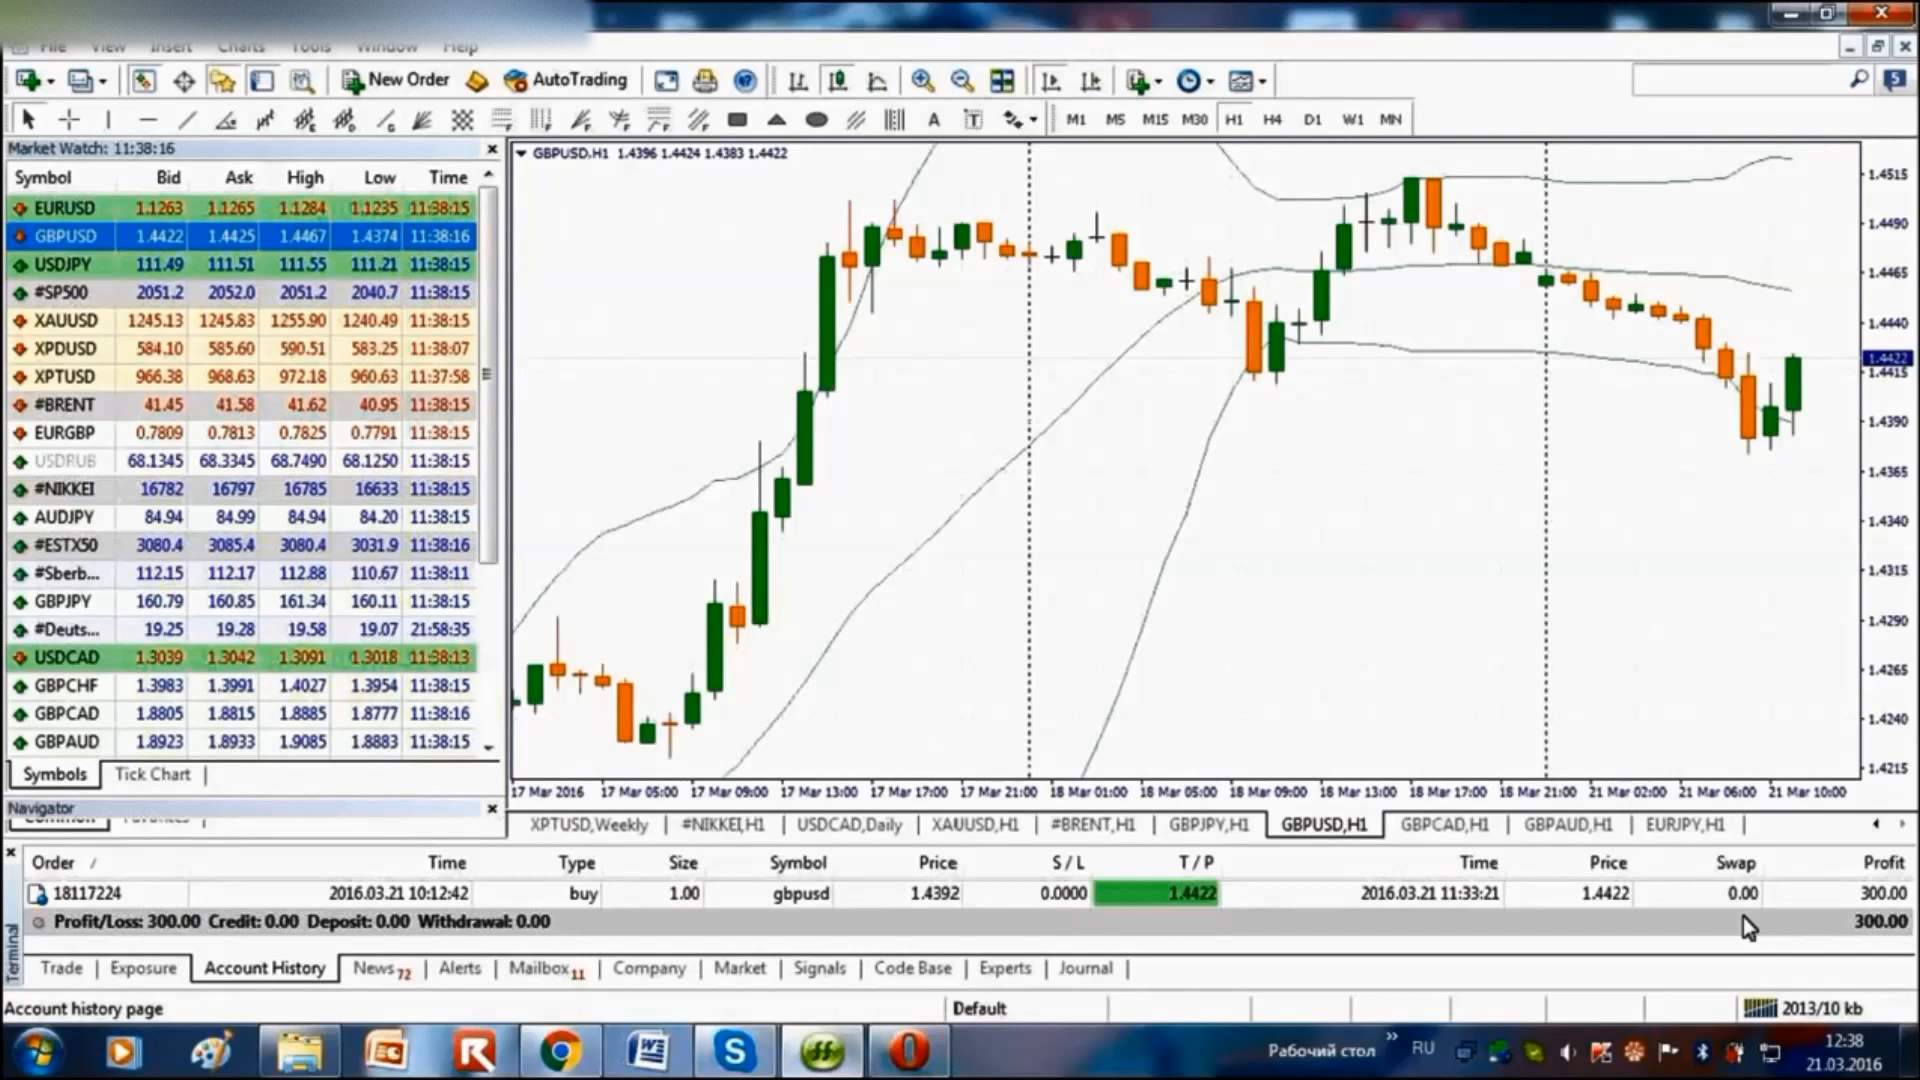 File View Insert Charts Tools Window Help
New Order AutoTrading 5
A T M1 M5 M15 M30 H1 H4 D1 W1 MN
Market Watch: 11:38:16
Symbol Bid Ask High Low Time
EURUSD 1.1263 1.1265 1.1284 1.1235 11:38:15
GBPUSD 1.4422 1.4425 1.4467 1.4374 11:38:16
USDJPY 111.49 111.51 111.55 111.21 11:38:15
#SP500 2051.2 2052.0 2051.2 2040.7 11:38:15
XAUUSD 1245.13 1245.83 1255.90 1240.49 11:38:15
XPDUSD 584.10 585.60 590.51 583.25 11:38:07
XPTUSD 966.38 968.63 972.18 960.63 11:37:58
#BRENT 41.45 41.58 41.62 40.95 11:38:15
EURGBP 0.7809 0.7813 0.7825 0.7791 11:38:15
USDRUB 68.1345 68.3345 68.7490 68.1250 11:38:15
#NIKKEI 16782 16797 16785 16633 11:38:15
AUDJPY 84.94 84.99 84.94 84.20 11:38:15
#ESTX50 3080.4 3085.4 3080.4 3031.9 11:38:16
#Sberb... 112.15 112.17 112.88 110.67 11:38:11
GBPJPY 160.79 160.85 161.34 160.11 11:38:15
#Deuts... 19.25 19.28 19.58 19.07 21:58:35
USDCAD 1.3039 1.3042 1.3091 1.3018 11:38:13
GBPCHF 1.3983 1.3991 1.4027 1.3954 11:38:15
GBPCAD 1.8805 1.8815 1.8885 1.8777 11:38:16
GBPAUD 1.8923 1.8933 1.9085 1.8883 11:38:15
Symbols Tick Chart
Navigator
Common Favorites
GBPUSD,H1 1.4396 1.4424 1.4383 1.4422
1.4515
1.4490
1.4465
1.4440
1.4422
1.4415
1.4390
1.4365
1.4340
1.4315
1.4290
1.4265
1.4240
1.4215
17 Mar 2016 17 Mar 05:00 17 Mar 09:00 17 Mar 13:00 17 Mar 17:00 17 Mar 21:00 18 Mar 01:00 18 Mar 05:00 18 Mar 09:00 18 Mar 13:00 18 Mar 17:00 18 Mar 21:00 21 Mar 02:00 21 Mar 06:00 21 Mar 10:00
XPTUSD,Weekly #NIKKEI,H1 USDCAD,Daily XAUUSD,H1 #BRENT,H1 GBPJPY,H1 GBPUSD,H1 GBPCAD,H1 GBPAUD,H1 EURJPY,H1
Order / Time Type Size Symbol Price S / L T / P Time Price Swap Profit
18117224 2016.03.21 10:12:42 buy 1.00 gbpusd 1.4392 0.0000 1.4422 2016.03.21 11:33:21 1.4422 0.00 300.00
Profit/Loss: 300.00 Credit: 0.00 Deposit: 0.00 Withdrawal: 0.00 300.00
Terminal
Trade Exposure Account History News 72 Alerts Mailbox 11 Company Market Signals Code Base Experts Journal
Account history page Default 2013/10 kb
Рабочий стол » RU 12:38
21.03.2016